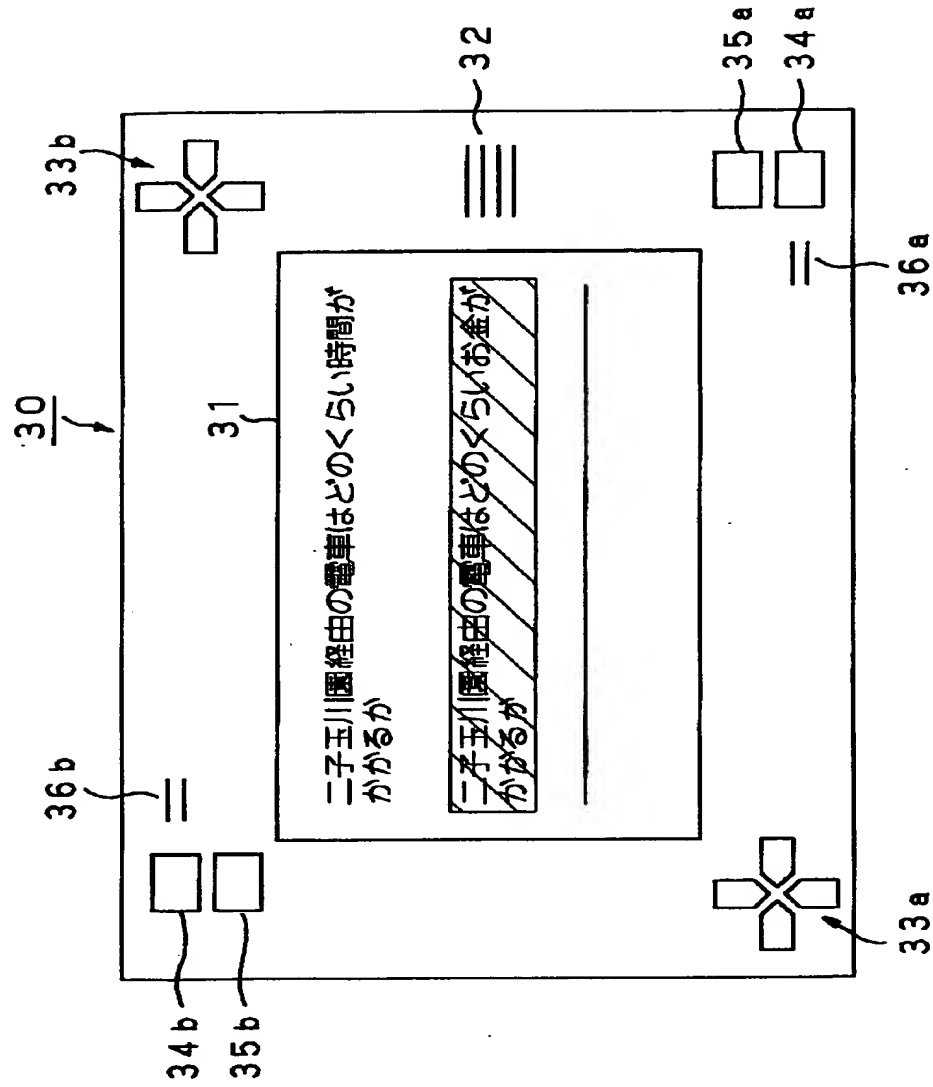 30
36b 33b
34b
31
35b
二子玉川園経由の電車はどのくらい時間が
かかるか
二子玉川園経由の電車はどのくらいお金が
かかるか
32
35a
34a
33a 36a